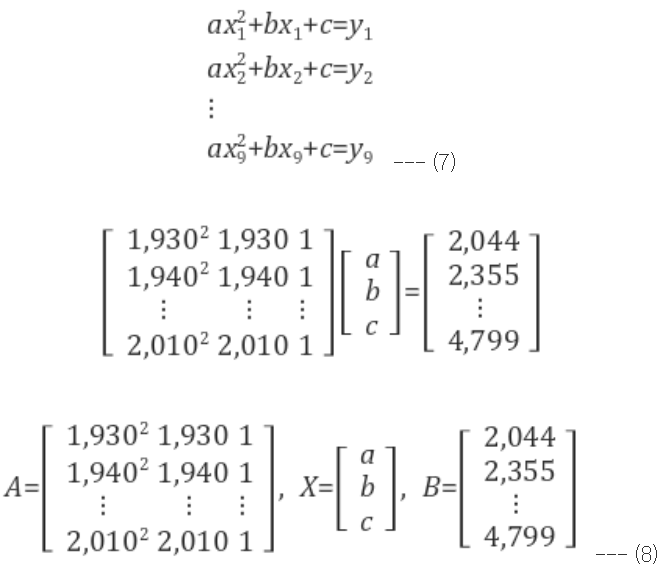 ax₁²+bx₁+c=y₁
ax₂²+bx₂+c=y₂
⋮
ax₉²+bx₉+c=y₉ --- (7)
[ 1,930² 1,930 1 ] [ a ] = [ 2,044 ]
[ 1,940² 1,940 1 ] [ b ] [ 2,355 ]
[ ⋮ ⋮ ⋮ ] [ ⋮ ]
[ 2,010² 2,010 1 ] [ c ] [ 4,799 ]
A= [ 1,930² 1,930 1 ] , X= [ a ] , B= [ 2,044 ]
[ 1,940² 1,940 1 ] [ b ] [ 2,355 ]
[ ⋮ ⋮ ⋮ ] [ ⋮ ]
[ 2,010² 2,010 1 ] [ c ] [ 4,799 ] --- (8)